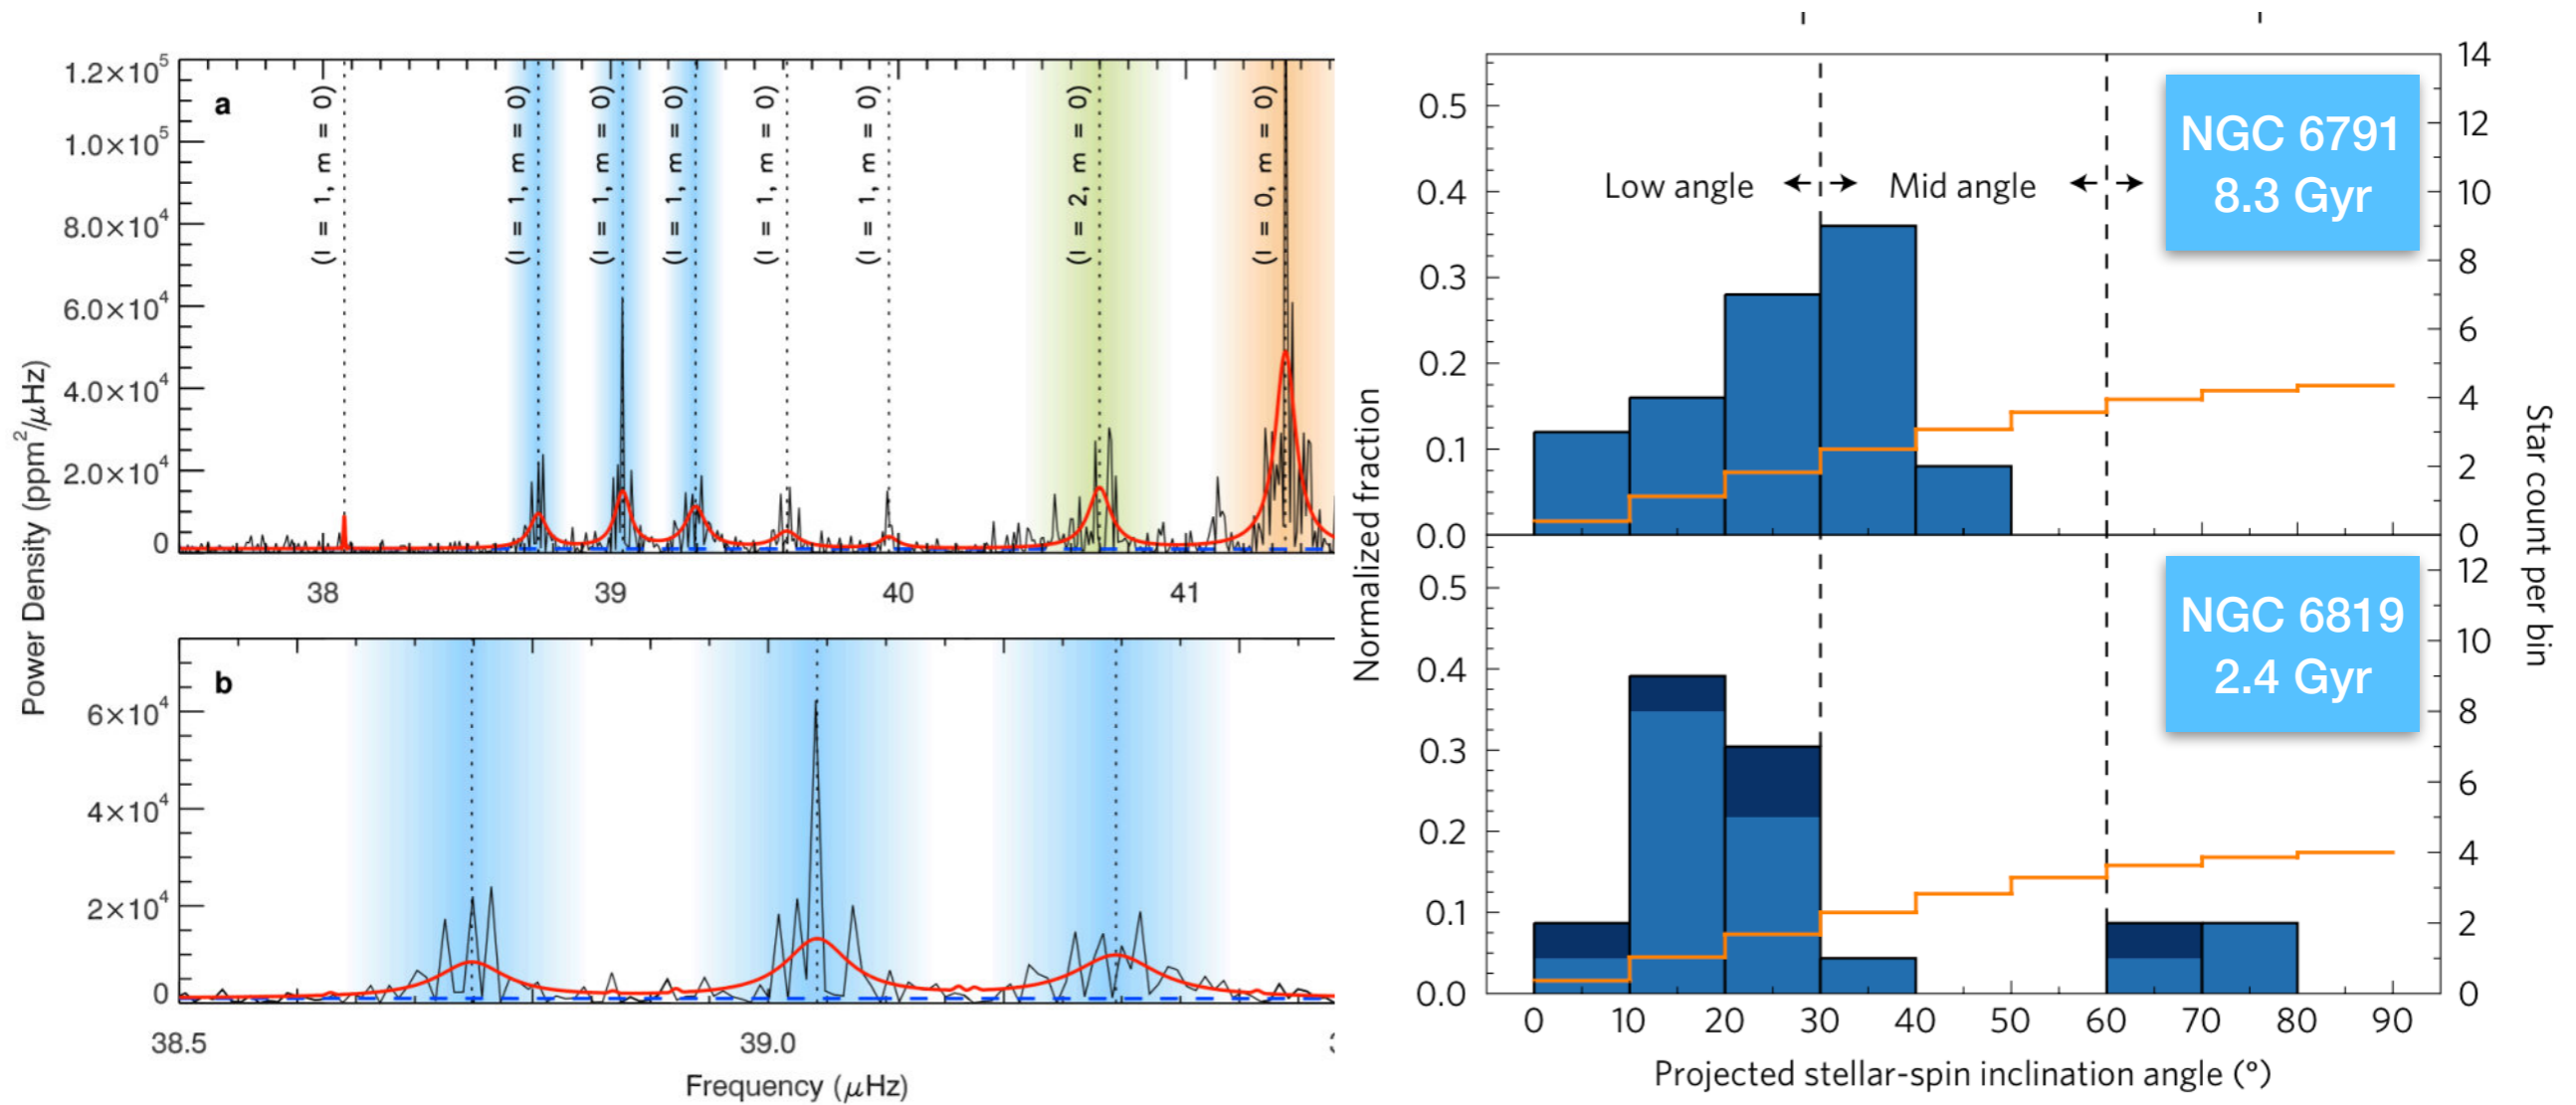 Power Density (ppm²/μHz)
1.2×10⁵
1.0×10⁵
8.0×10⁴
6.0×10⁴
4.0×10⁴
2.0×10⁴
0
a
(l = 1, m = 0)
(l = 1, m = 0)
(l = 1, m = 0)
(l = 1, m = 0)
(l = 1, m = 0)
(l = 1, m = 0)
(l = 2, m = 0)
(l = 0, m = 0)
38 39 40 41
6×10⁴
4×10⁴
2×10⁴
0
b
38.5 39.0
Frequency (μHz)
Normalized fraction
0.5
0.4
0.3
0.2
0.1
0.0
Low angle
Mid angle
NGC 6791
8.3 Gyr
14
12
10
8
6
4
2
0
0.5
0.4
0.3
0.2
0.1
0.0
NGC 6819
2.4 Gyr
12
10
8
6
4
2
0
Star count per bin
0 10 20 30 40 50 60 70 80 90
Projected stellar-spin inclination angle (°)